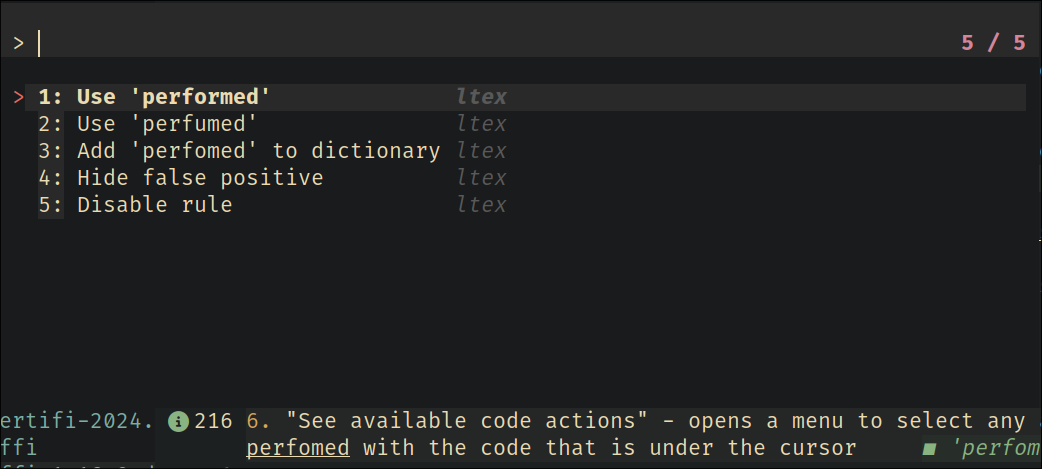 >
5 / 5
> 1: Use 'performed' ltex
2: Use 'perfumed' ltex
3: Add 'perfomed' to dictionary ltex
4: Hide false positive ltex
5: Disable rule ltex
ertifi-2024. i 216 6. "See available code actions" – opens a menu to select any
ffi perfomed with the code that is under the cursor ■ 'perfom